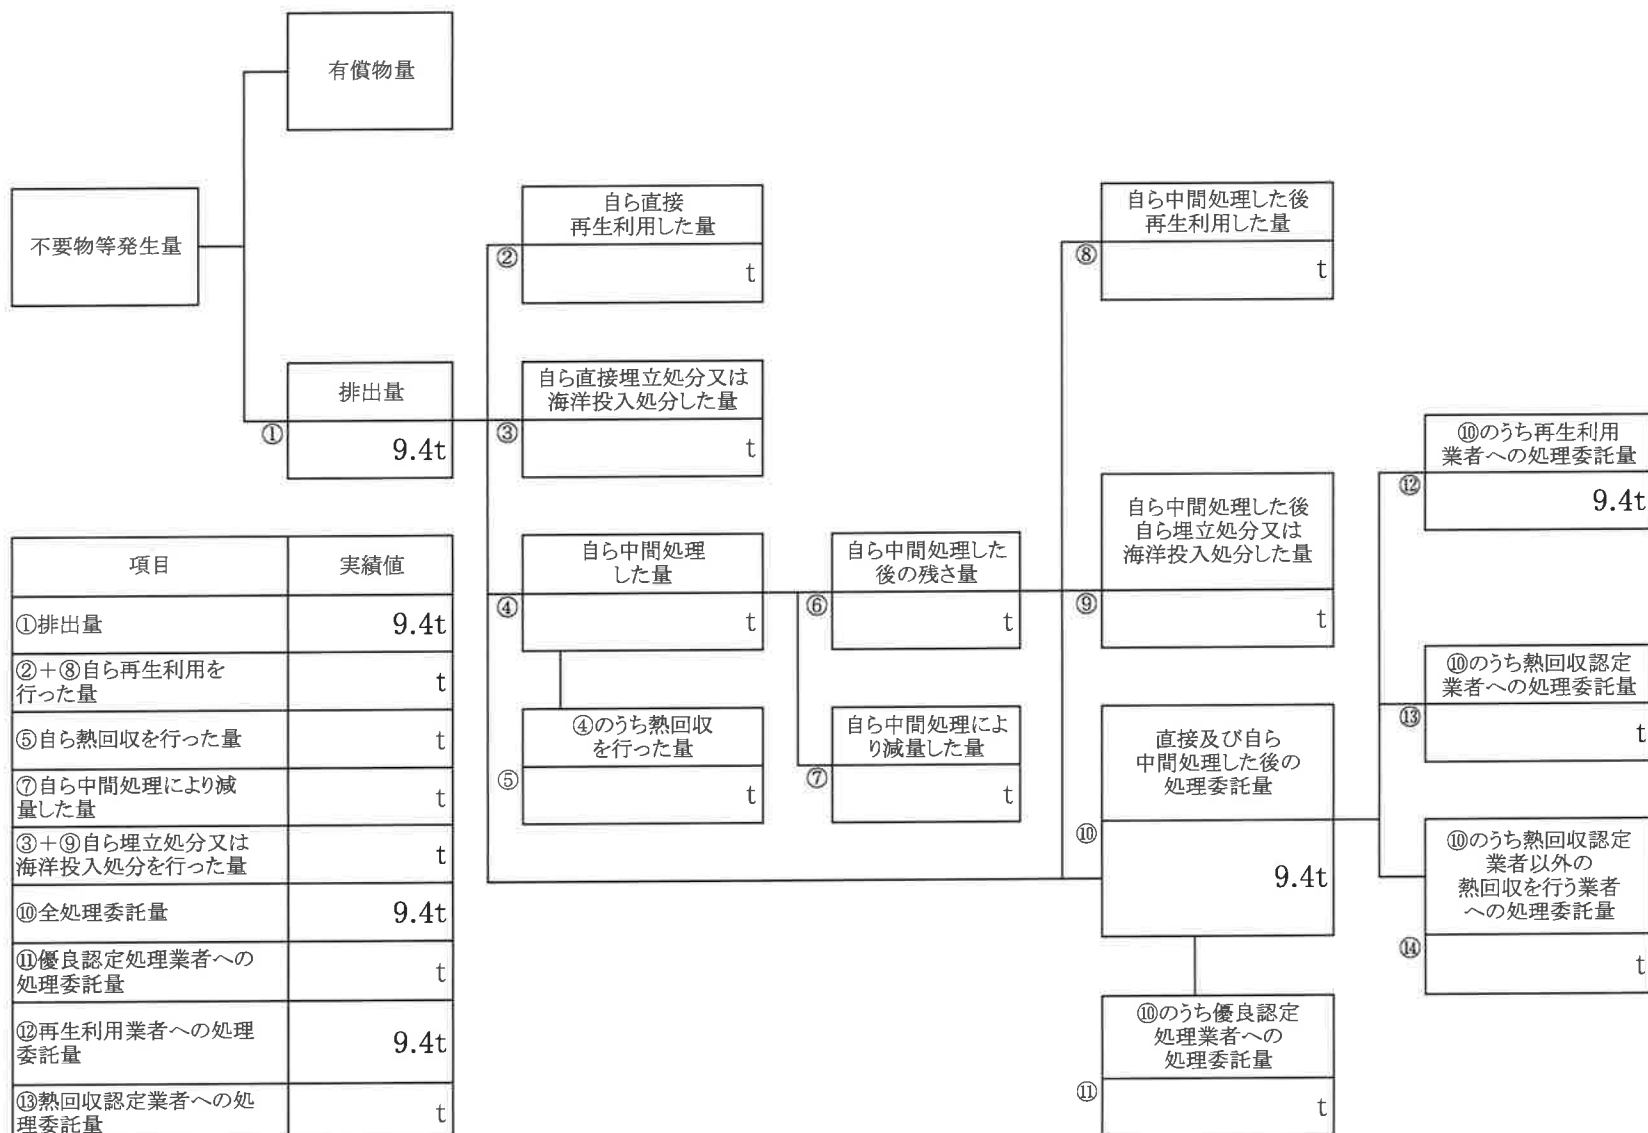 有償物量
不要物等発生量
自ら直接
再生利用した量
②
t
自ら中間処理した後
再生利用した量
⑧
t
排出量
①
9.4t
自ら直接埋立処分又は
海洋投入処分した量
③
t
⑩のうち再生利用
業者への処理委託量
⑫
9.4t
自ら中間処理
した量
④
t
自ら中間処理した
後の残さ量
⑥
t
自ら中間処理した後
自ら埋立処分又は
海洋投入処分した量
⑨
t
⑩のうち熱回収認定
業者への処理委託量
⑬
t
④のうち熱回収
を行った量
⑤
t
自ら中間処理によ
り減量した量
⑦
t
直接及び自ら
中間処理した後の
処理委託量
⑩
9.4t
⑩のうち熱回収認定
業者以外の
熱回収を行う業者
への処理委託量
⑭
t
⑩のうち優良認定
処理業者への
処理委託量
⑪
t
項目 実績値
①排出量 9.4t
②+⑧自ら再生利用を
行った量 t
⑤自ら熱回収を行った量 t
⑦自ら中間処理により減
量した量 t
③+⑨自ら埋立処分又は
海洋投入処分を行った量 t
⑩全処理委託量 9.4t
⑪優良認定処理業者への
処理委託量 t
⑫再生利用業者への処理
委託量 9.4t
⑬熱回収認定業者への処
理委託量 t